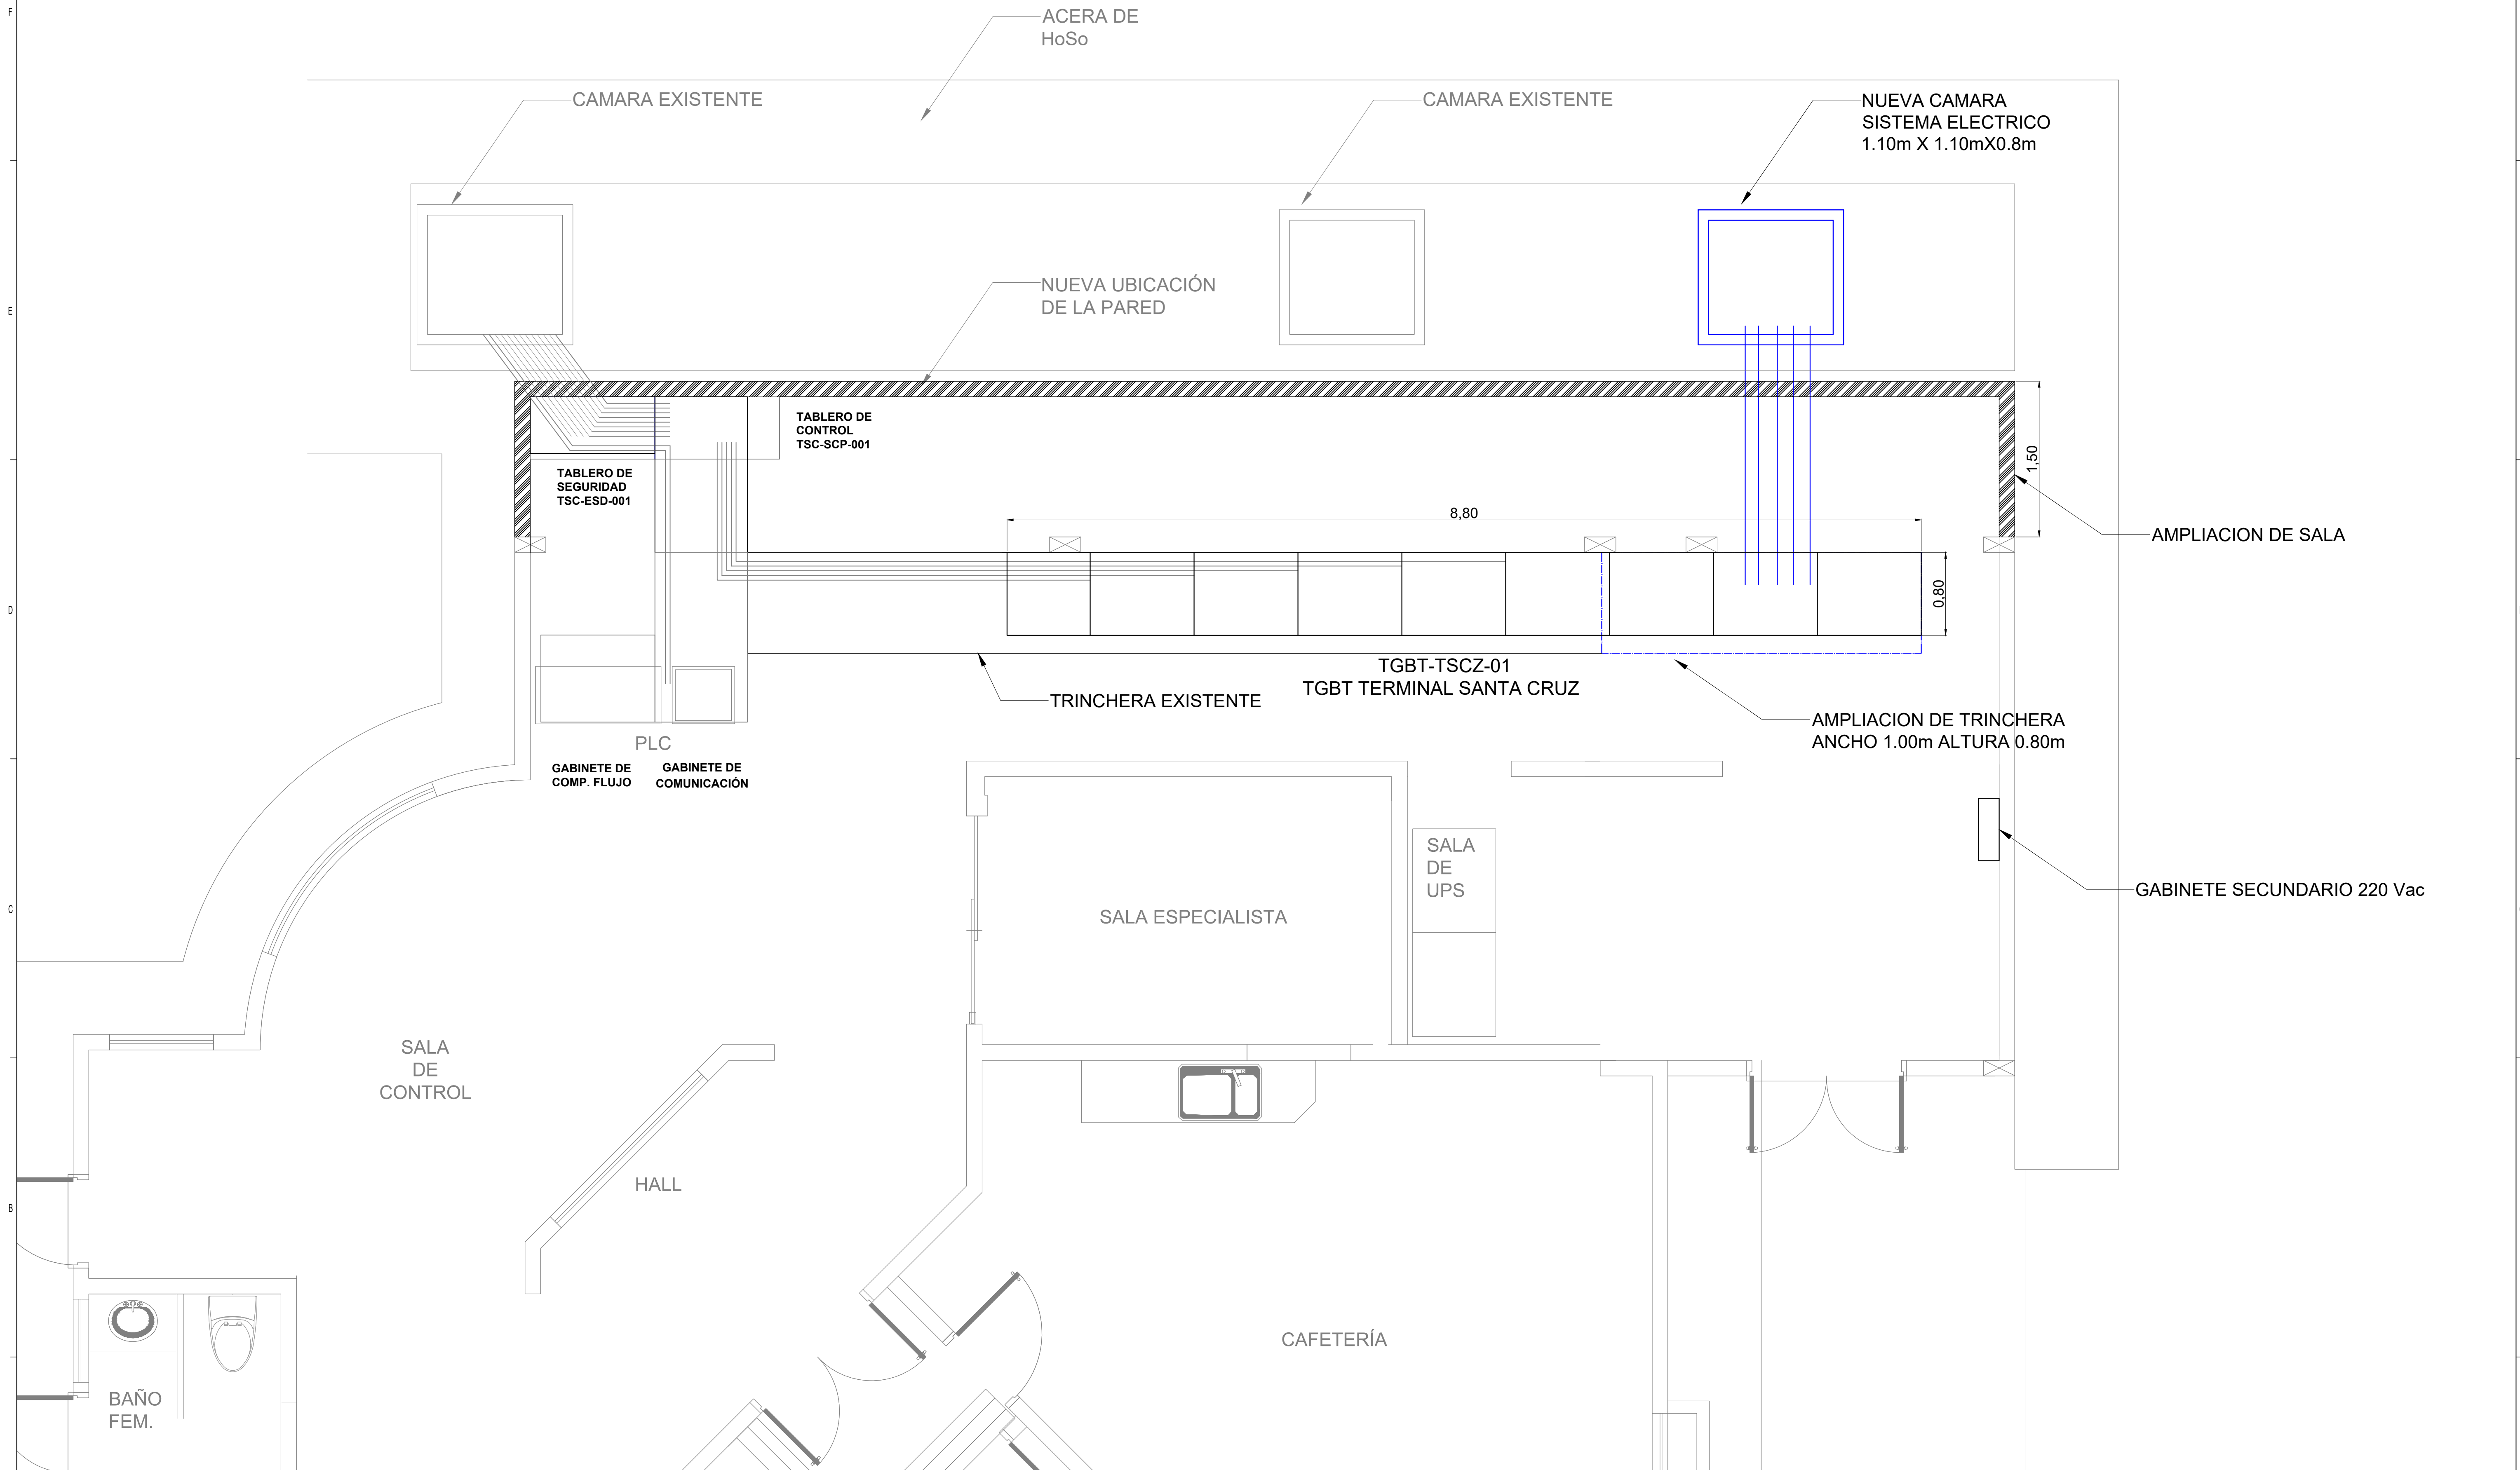 F
ACERA DE
HoSo
CAMARA EXISTENTE
CAMARA EXISTENTE
NUEVA CAMARA
SISTEMA ELECTRICO
1.10m X 1.10mX0.8m
E
NUEVA UBICACIÓN
DE LA PARED
TABLERO DE
CONTROL
TSC-SCP-001
TABLERO DE
SEGURIDAD
TSC-ESD-001
1,50
8,80
AMPLIACION DE SALA
D
0,80
TGBT-TSCZ-01
TGBT TERMINAL SANTA CRUZ
TRINCHERA EXISTENTE
AMPLIACION DE TRINCHERA
ANCHO 1.00m ALTURA 0.80m
PLC
GABINETE DE
COMP. FLUJO
GABINETE DE
COMUNICACIÓN
SALA
DE
UPS
GABINETE SECUNDARIO 220 Vac
C
SALA ESPECIALISTA
SALA
DE
CONTROL
HALL
B
CAFETERÍA
BAÑO
FEM.